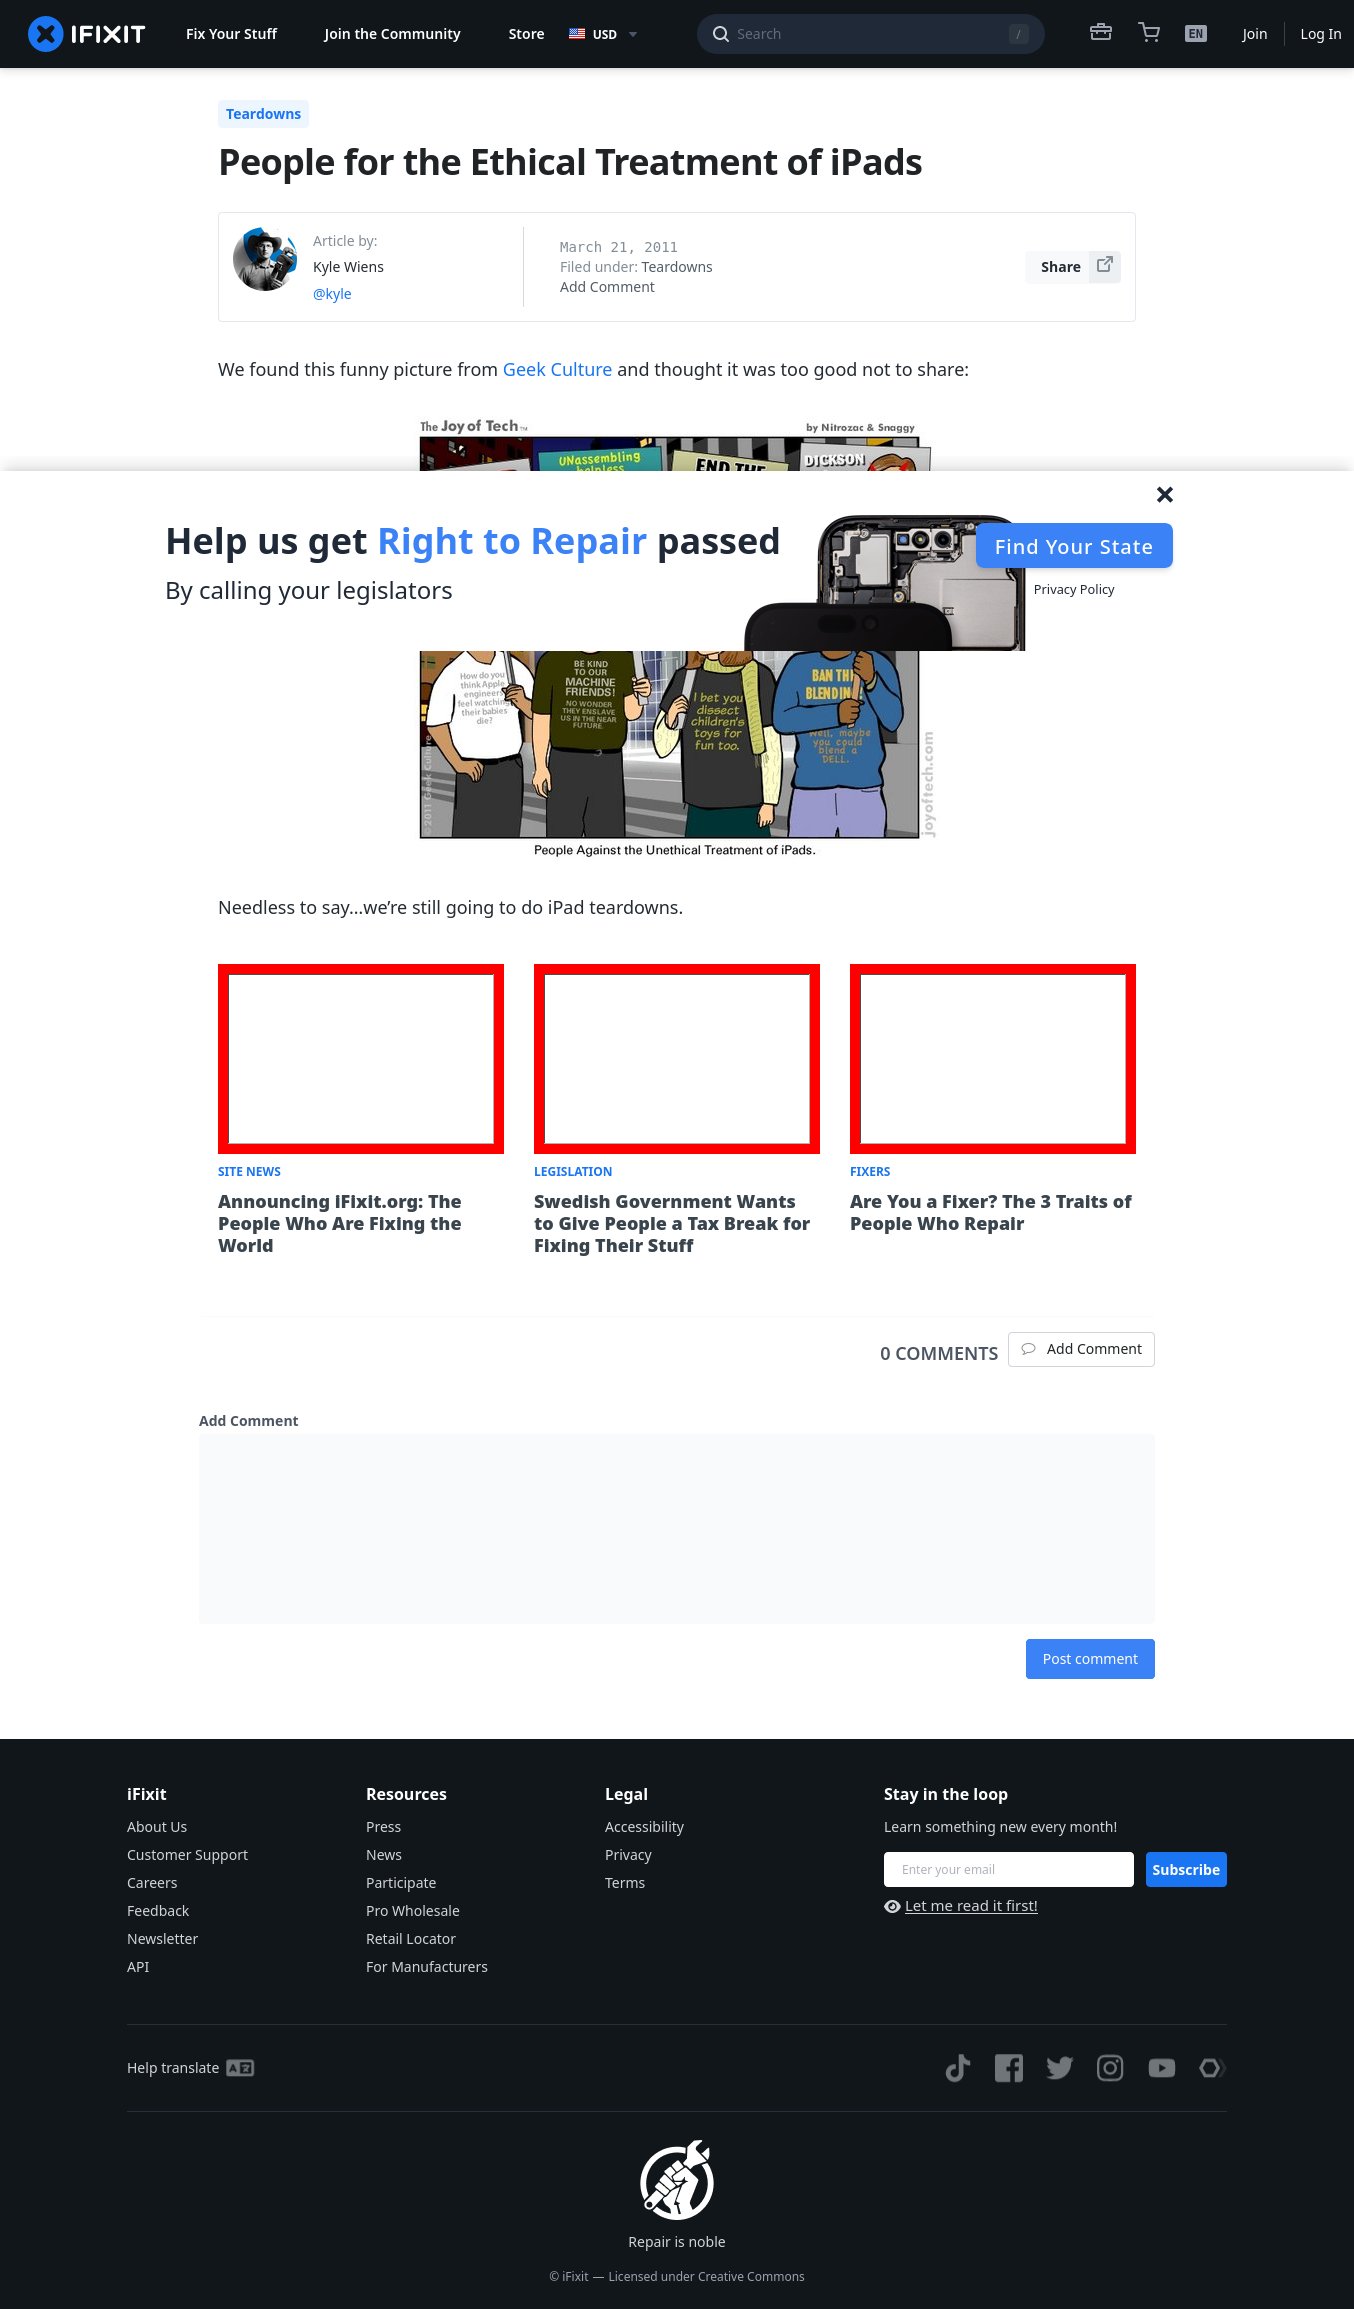 IFIXIT
Fix Your Stuff
Join the Community
Store
USD
Search
/
EN
Join
Log In
Teardowns
People for the Ethical Treatment of iPads
Article by:
Kyle Wiens
@kyle
March 21, 2011
Filed under: Teardowns
Add Comment
Share
We found this funny picture from Geek Culture and thought it was too good not to share:
The Joy of Tech™
by Nitrozac & Snaggy
UNassembling
helpless
END THE
DICKSON
Help us get Right to Repair passed
By calling your legislators
Find Your State
Privacy Policy
How do you
think Apple
engineers
feel watching
their babies
die?
BE KIND
TO OUR
MACHINE
FRIENDS!
NO WONDER
THEY ENSLAVE
US IN THE NEAR
FUTURE.
I bet you
dissect
children's
toys for
fun too.
BAN THE
BLENDING!
Well, maybe
you could
blend a
DELL.
© 2011 Geek Culture
joyoftech.com
People Against the Unethical Treatment of iPads.
Needless to say…we’re still going to do iPad teardowns.
SITE NEWS
Announcing iFixit.org: The
People Who Are Fixing the
World
LEGISLATION
Swedish Government Wants
to Give People a Tax Break for
Fixing Their Stuff
FIXERS
Are You a Fixer? The 3 Traits of
People Who Repair
0 COMMENTS
Add Comment
Add Comment
Post comment
iFixit
About Us
Customer Support
Careers
Feedback
Newsletter
API
Resources
Press
News
Participate
Pro Wholesale
Retail Locator
For Manufacturers
Legal
Accessibility
Privacy
Terms
Stay in the loop
Learn something new every month!
Enter your email
Subscribe
Let me read it first!
Help translate
Repair is noble
© iFixit — Licensed under Creative Commons